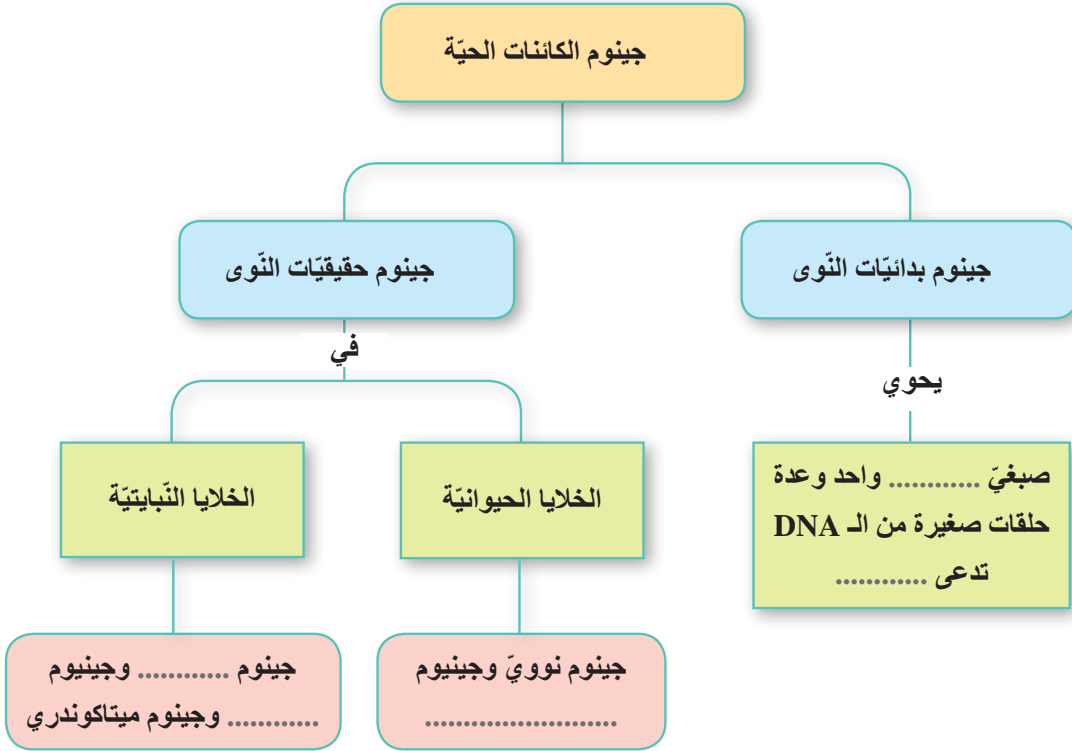 جينوم الكائنات الحيّة
جينوم بدائيّات النّوى
جينوم حقيقيّات النّوى
يحوي
في
صبغيّ ............ واحد وعدة
حلقات صغيرة من الـ DNA
تدعى ............
الخلايا الحيوانيّة
الخلايا النّبايتيّة
جينوم نوويّ وجينيوم
.........................
جينوم ............ وجينيوم
............ وجينوم ميتاكوندري